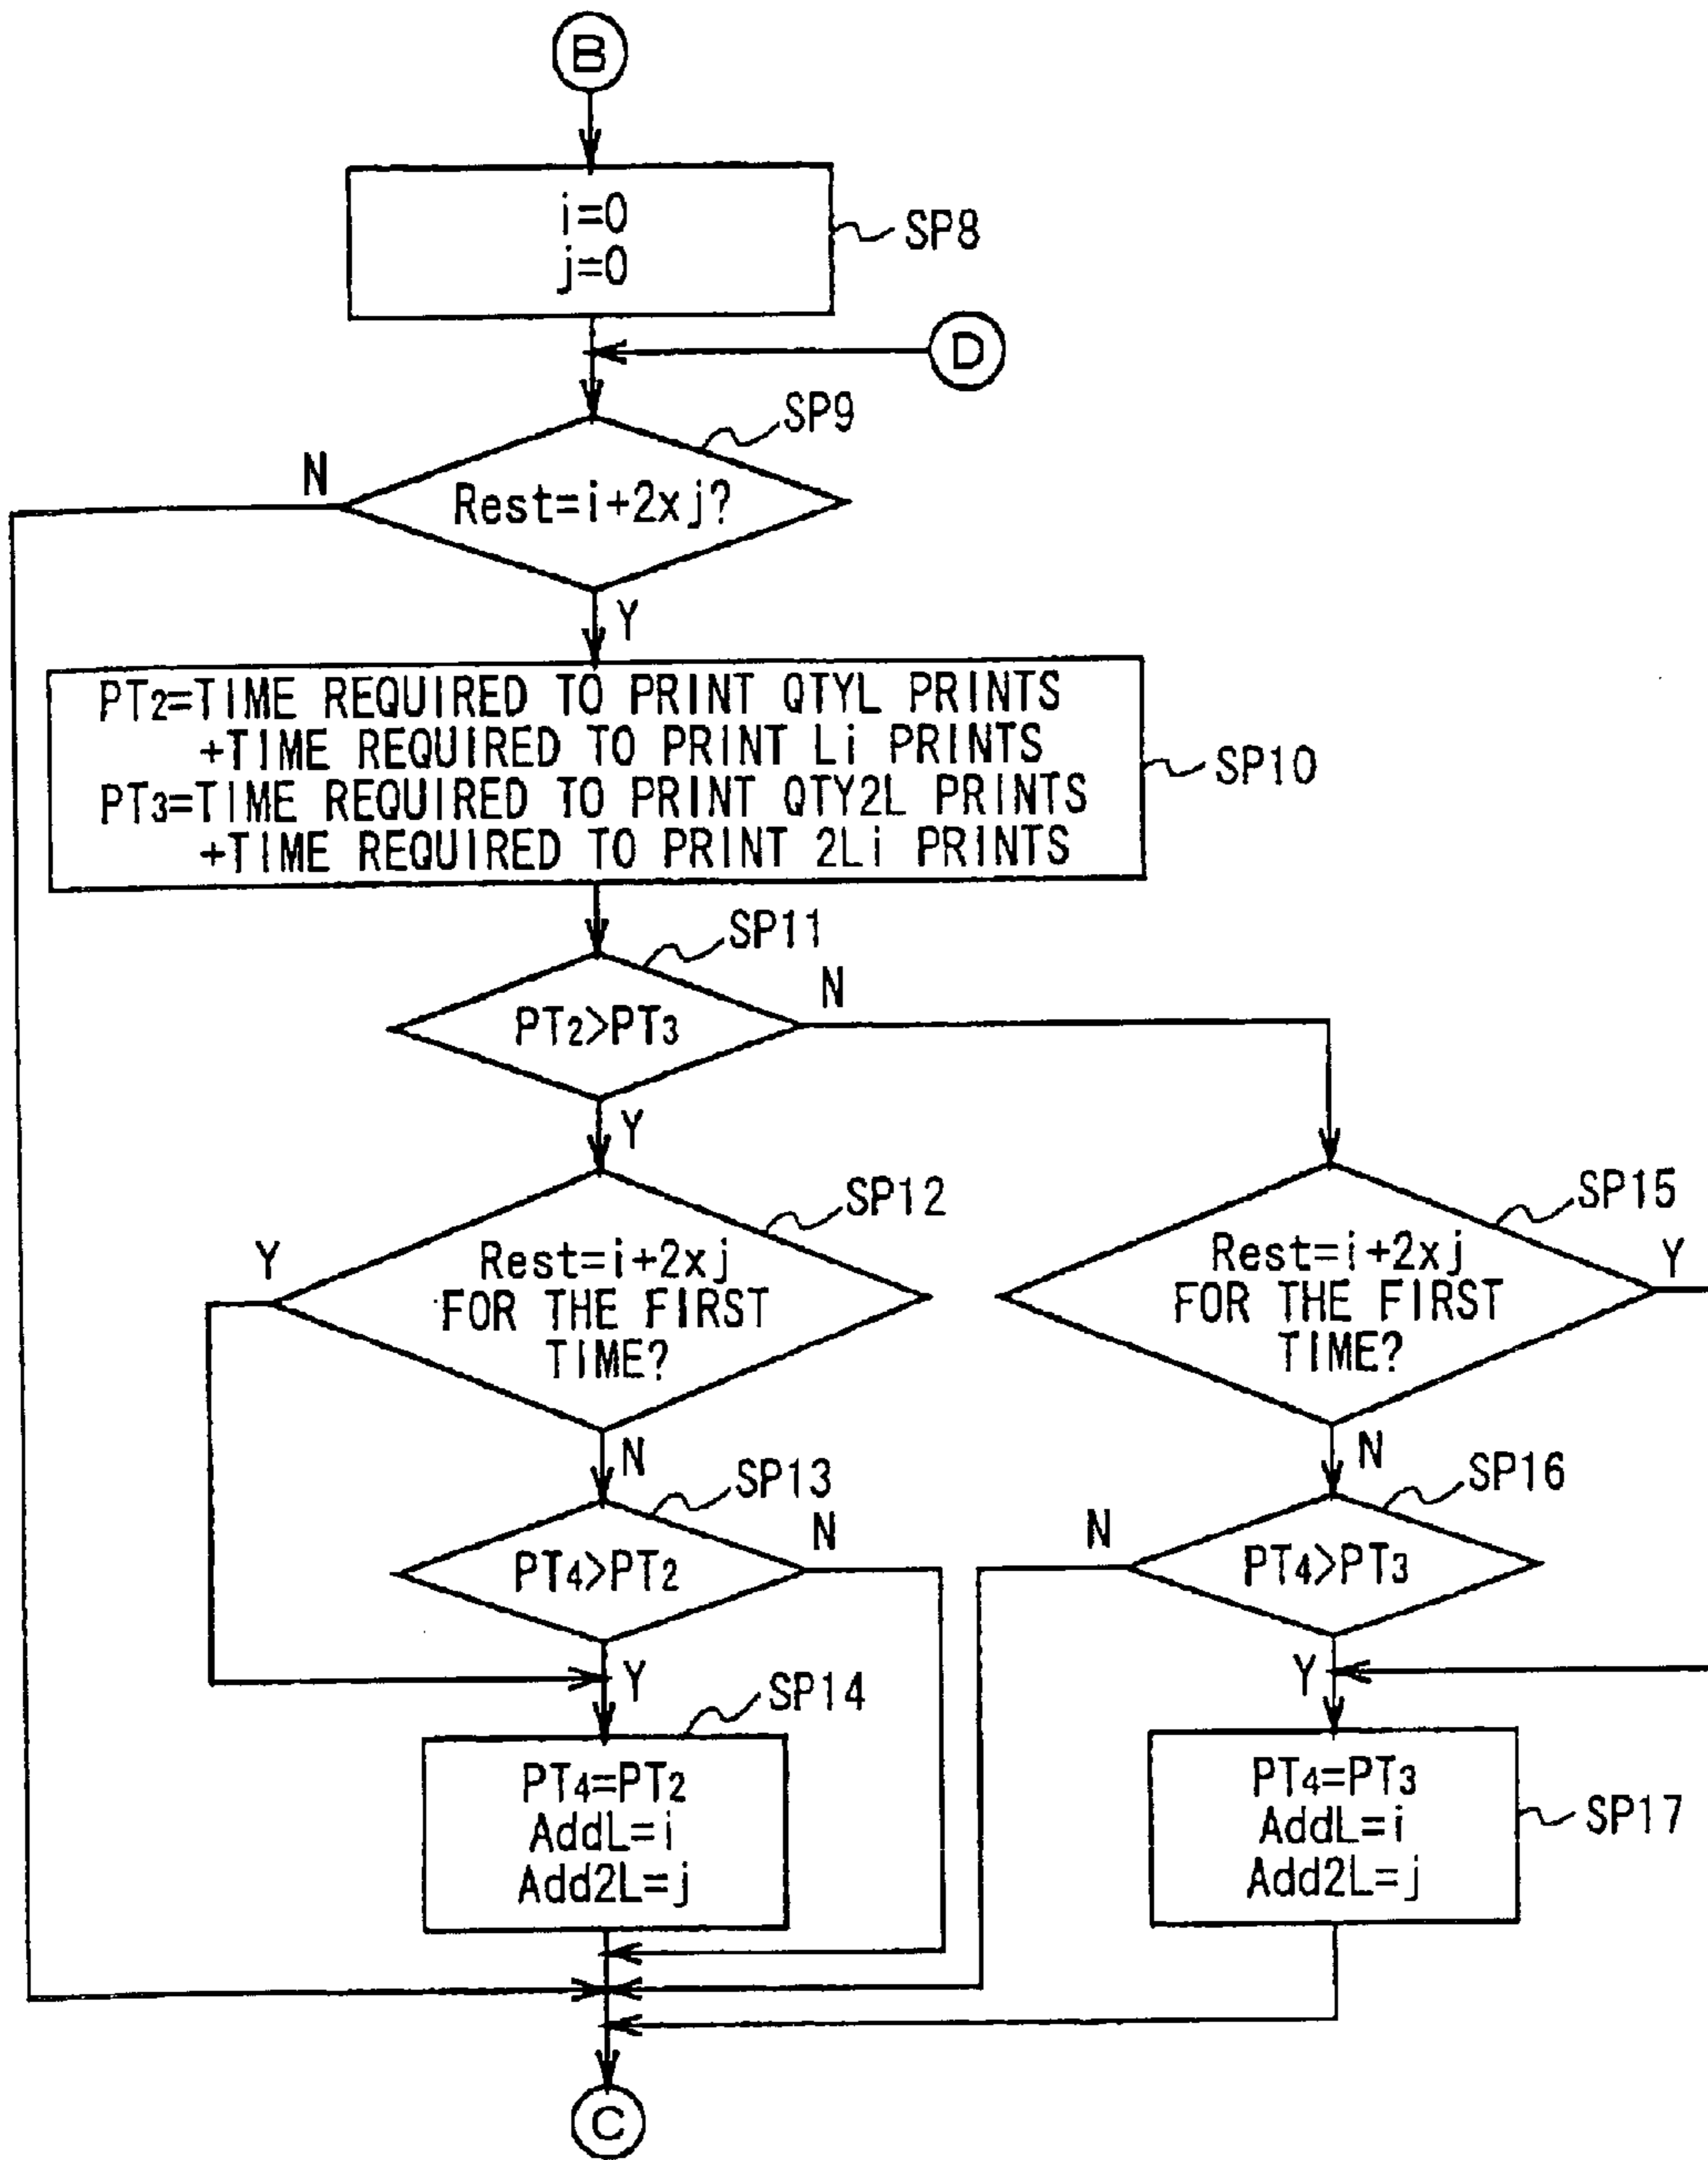 B
i=0
j=0
SP8
D
SP9
N
Rest=i+2xj?
Y
PT2=TIME REQUIRED TO PRINT QTYL PRINTS
+TIME REQUIRED TO PRINT Li PRINTS
PT3=TIME REQUIRED TO PRINT QTY2L PRINTS
+TIME REQUIRED TO PRINT 2Li PRINTS
SP10
SP11
N
PT2>PT3
Y
SP12
Y
Rest=i+2xj
FOR THE FIRST
TIME?
N
SP15
Rest=i+2xj
FOR THE FIRST
TIME?
Y
N
SP13
PT4>PT2
N
Y
SP16
N
PT4>PT3
Y
SP14
PT4=PT2
AddL=i
Add2L=j
PT4=PT3
AddL=i
Add2L=j
SP17
C